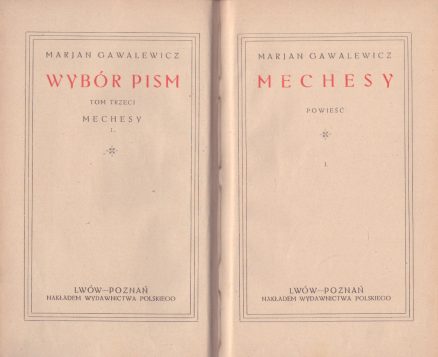 MARJAN GAWALEWICZ
WYBÓR PISM
TOM TRZECI
MECHESY
I.
LWÓW—POZNAŃ
NAKŁADEM WYDAWNICTWA POLSKIEGO
MARJAN GAWALEWICZ
MECHESY
POWIEŚĆ
I.
LWÓW—POZNAŃ
NAKŁADEM WYDAWNICTWA POLSKIEGO